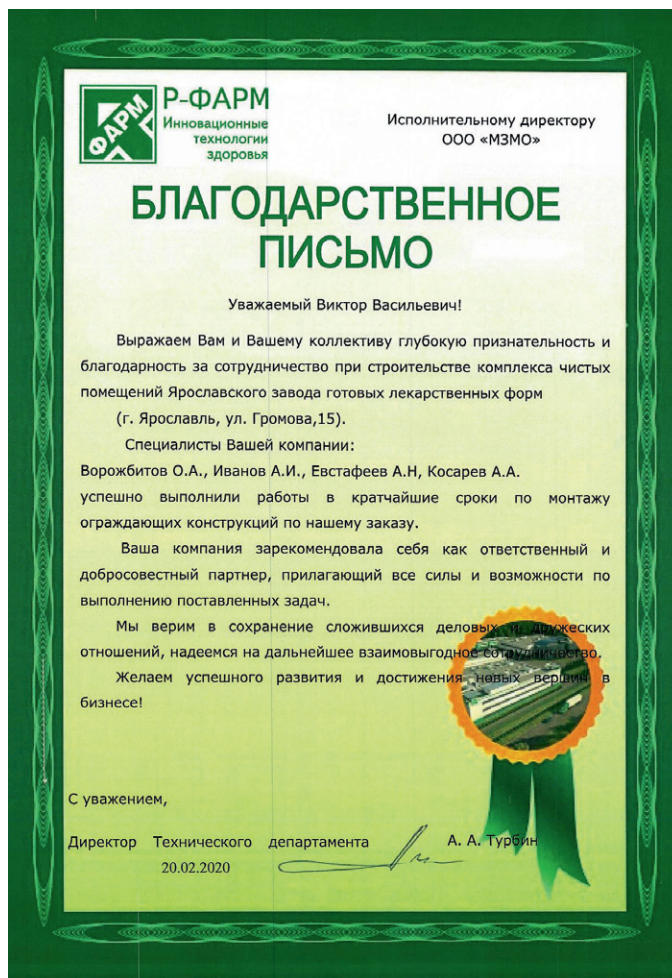 ФАРМ
Р-ФАРМ
Инновационные
технологии
здоровья
Исполнительному директору
ООО «МЗМО»
БЛАГОДАРСТВЕННОЕ
ПИСЬМО
Уважаемый Виктор Васильевич!
Выражаем Вам и Вашему коллективу глубокую признательность и
благодарность за сотрудничество при строительстве комплекса чистых
помещений Ярославского завода готовых лекарственных форм
(г. Ярославль, ул. Громова,15).
Специалисты Вашей компании:
Ворожбитов О.А., Иванов А.И., Евстафеев А.Н, Косарев А.А.
успешно выполнили работы в кратчайшие сроки по монтажу
ограждающих конструкций по нашему заказу.
Ваша компания зарекомендовала себя как ответственный и
добросовестный партнер, прилагающий все силы и возможности по
выполнению поставленных задач.
Мы верим в сохранение сложившихся деловых и дружеских
отношений, надеемся на дальнейшее взаимовыгодное сотрудничество.
Желаем успешного развития и достижения новых вершин в
бизнесе!
С уважением,
Директор Технического департамента А. А. Турбин
20.02.2020